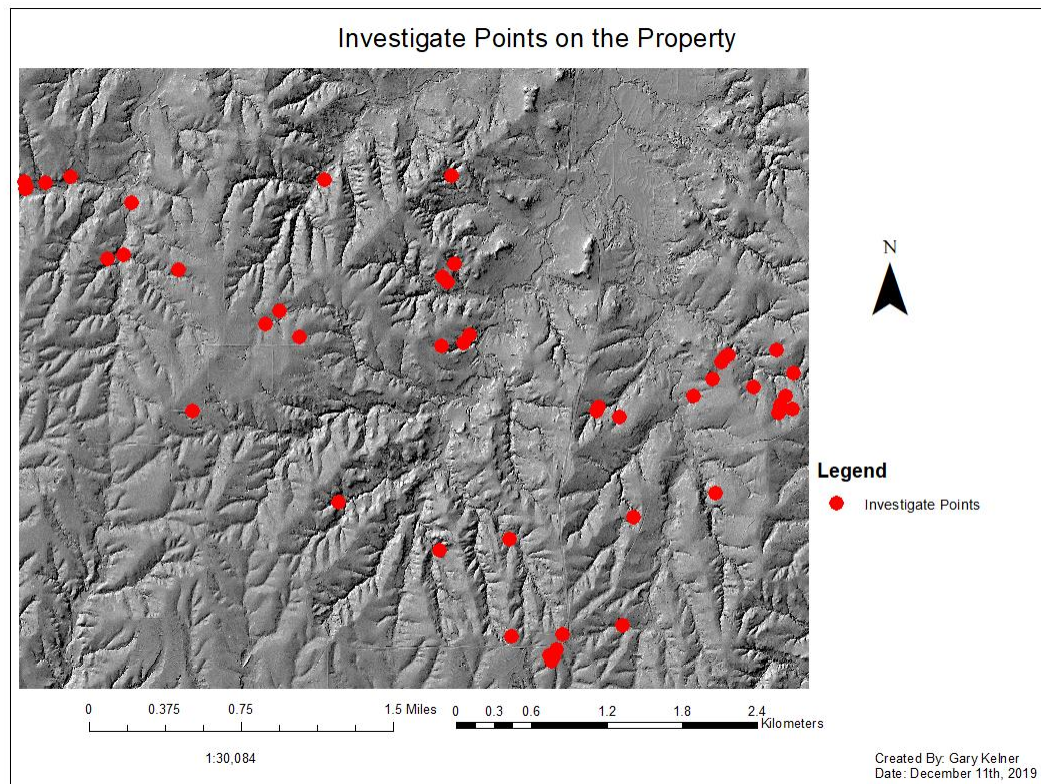 Investigate Points on the Property
N
Legend
Investigate Points
0 0.375 0.75 1.5 Miles
0 0.3 0.6 1.2 1.8 2.4
Kilometers
1:30,084
Created By: Gary Kelner
Date: December 11th, 2019